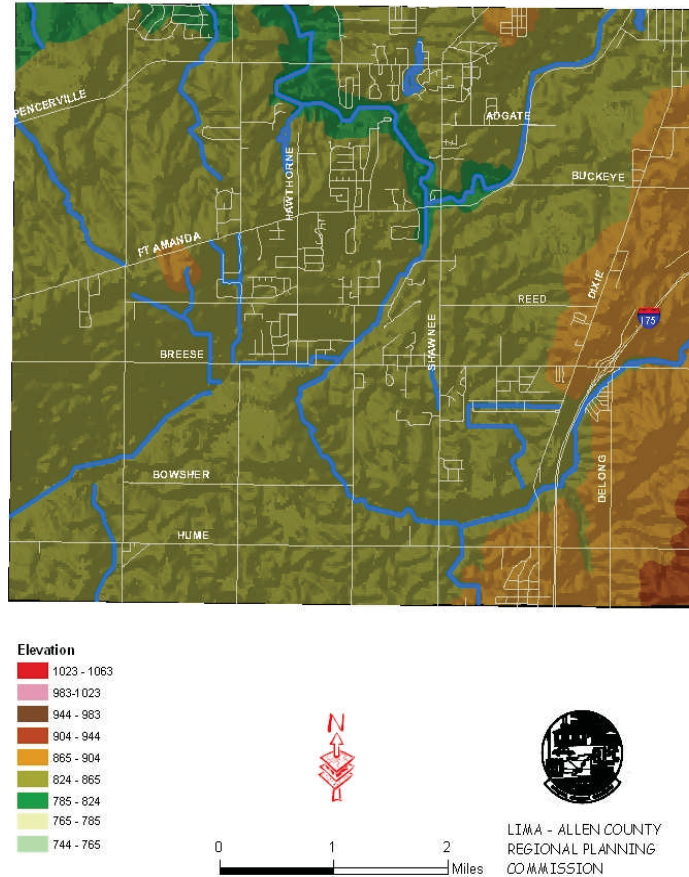 PENCERVILLE
ADGATE
HAWTHORNE
BUCKEYE
FT AMANDA
REED
DIXIE
I75
BREESE
SHAWNEE
BOWSHER
DELONG
HUME
Elevation
1023 - 1063
983-1023
944 - 983
904 - 944
865 - 904
824 - 865
785 - 824
765 - 785
744 - 765
N
0 1 2
Miles
LIMA - ALLEN COUNTY
REGIONAL PLANNING
COMMISSION